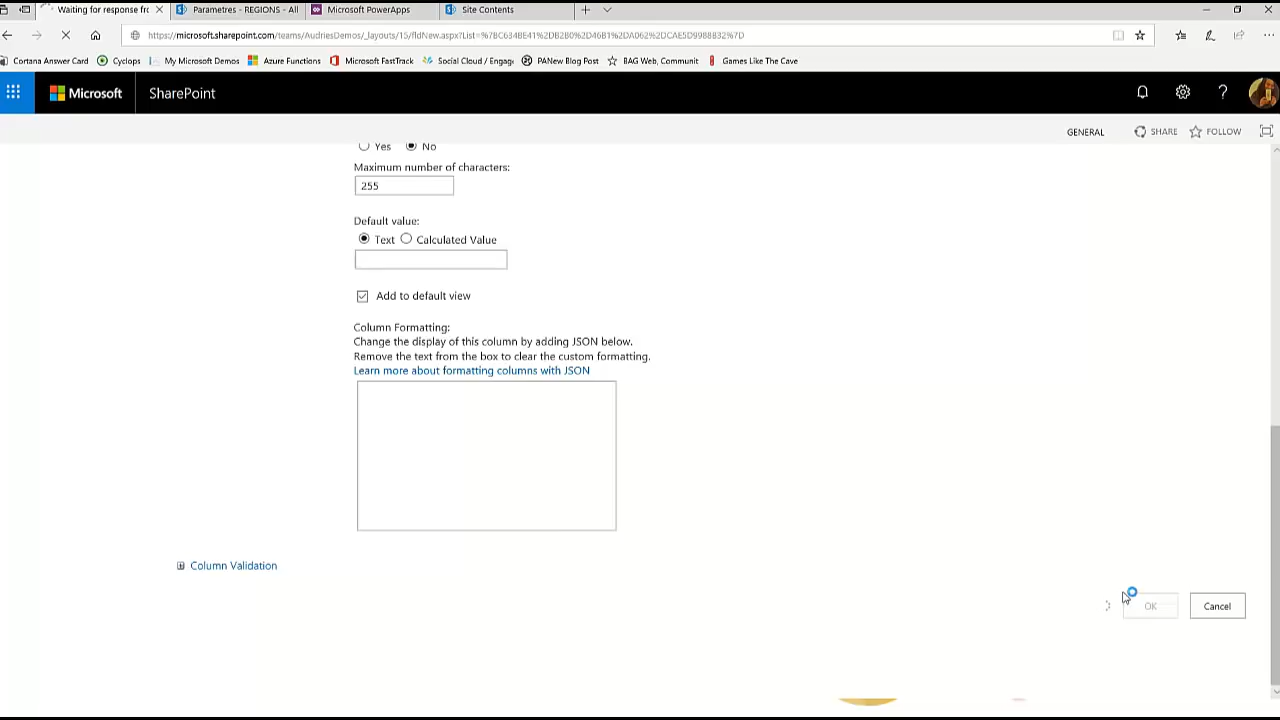 Waiting for response fro
Parametres - REGIONS - All
Microsoft PowerApps
Site Contents
https://microsoft.sharepoint.com/teams/AudriesDemos/_layouts/15/fldNew.aspx?List=%7BC634BE41%2DB2B0%2D46B1%2DA062%2DCAE5D9988832%7D
Cortana Answer Card
Cyclops
My Microsoft Demos
Azure Functions
Microsoft FastTrack
Social Cloud / Engag
PANew Blog Post
BAG Web, Communit
Games Like The Cave
Microsoft
SharePoint
GENERAL
SHARE
FOLLOW
Yes
No
Maximum number of characters:
255
Default value:
Text
Calculated Value
Add to default view
Column Formatting:
Change the display of this column by adding JSON below.
Remove the text from the box to clear the custom formatting.
Learn more about formatting columns with JSON
Column Validation
OK
Cancel